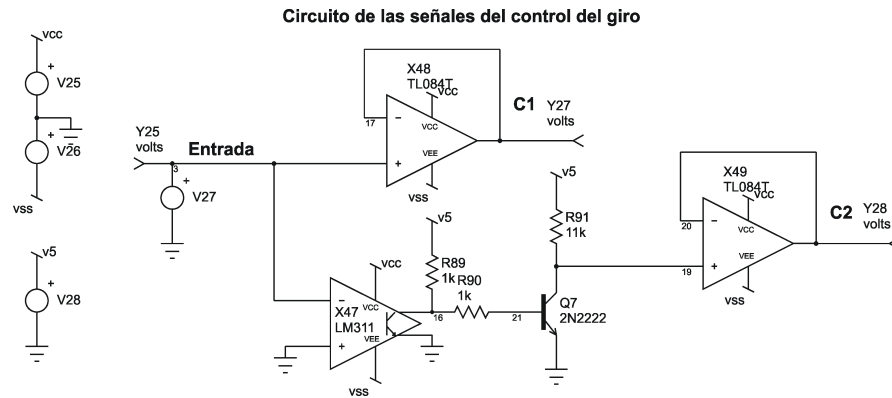 Circuito de las señales del control del giro
vcc
V25
V26
vss
v5
V28
Y25
volts
Entrada
3
V27
X48
TL084T
vcc
17
VCC
VEE
vss
C1
Y27
volts
v5
R91
11k
v5
R89
1k
R90
1k
vcc
VCC
X47
LM311
VEE
vss
16
21
Q7
2N2222
X49
TL084T
vcc
20
VCC
VEE
19
vss
C2
Y28
volts